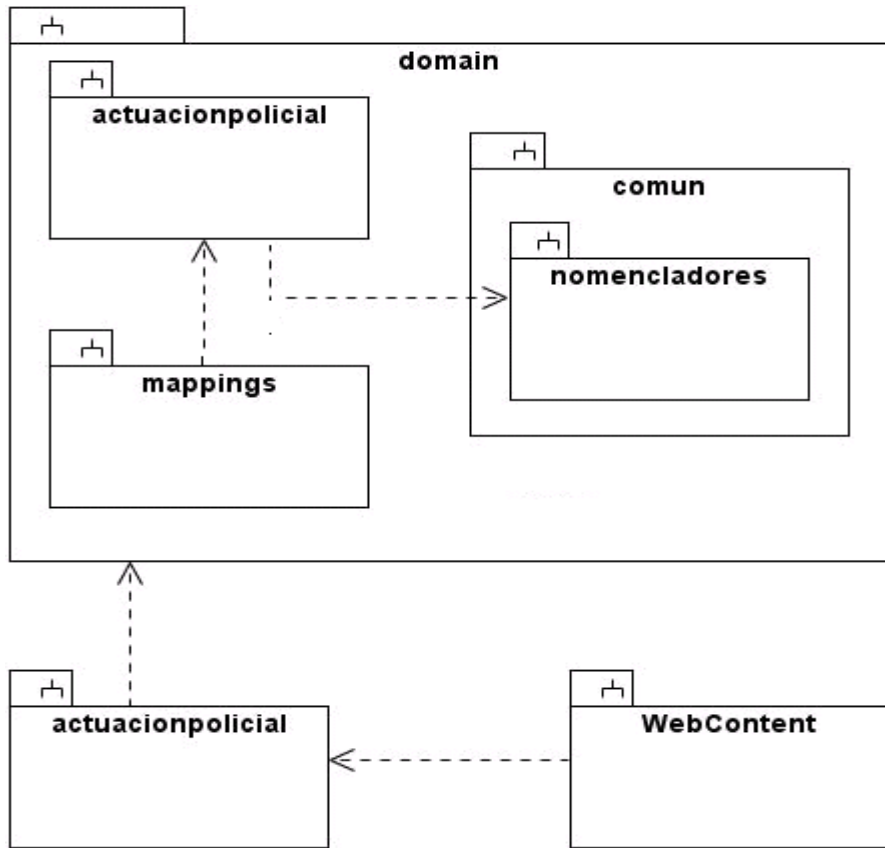 domain
actuacionpolicial
comun
nomencladores
mappings
actuacionpolicial
WebContent